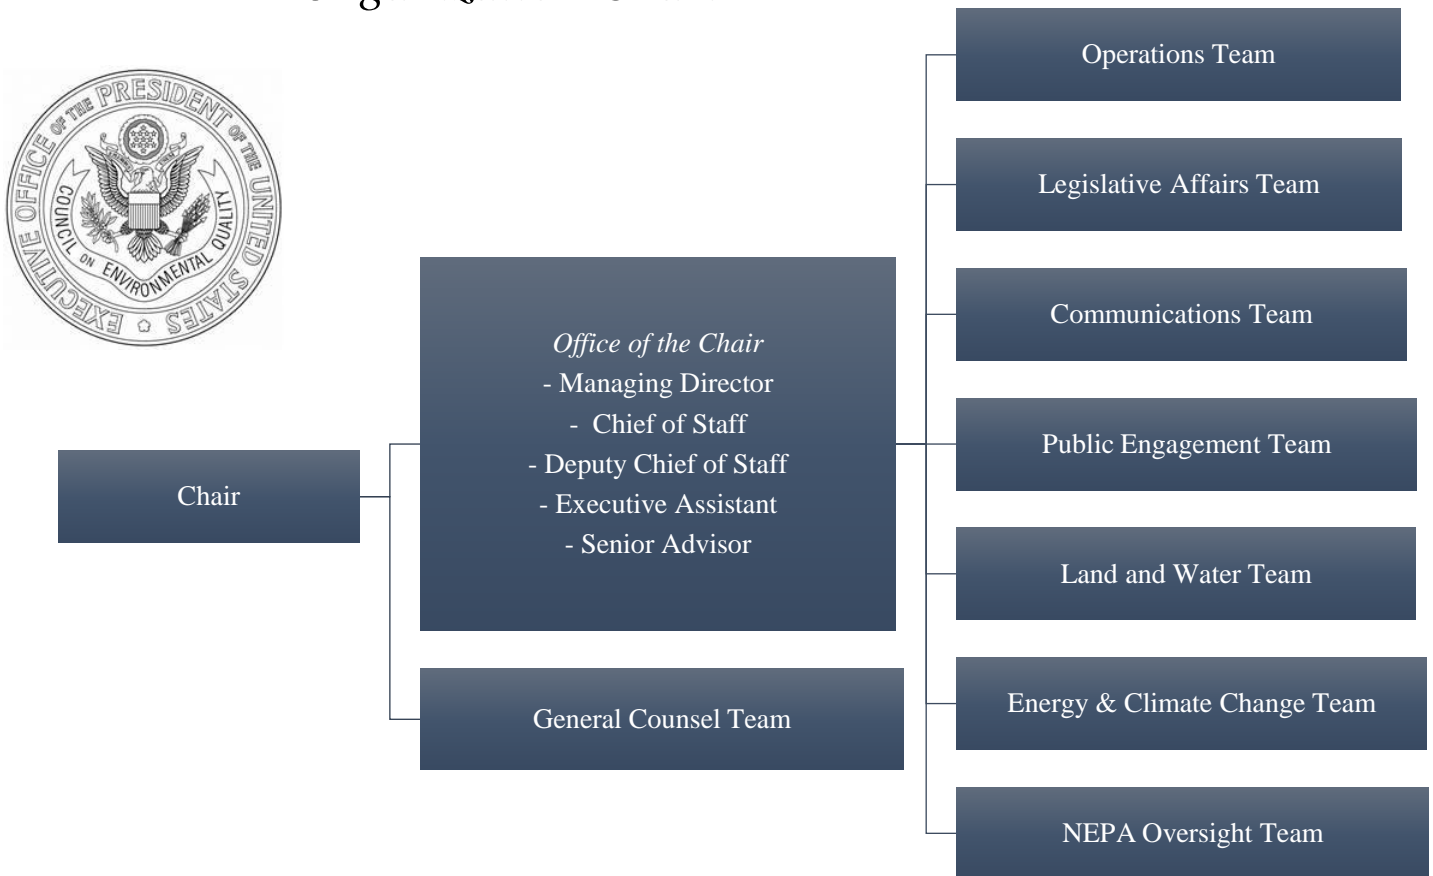 EXECUTIVE OFFICE OF THE PRESIDENT OF THE UNITED STATES
COUNCIL ON ENVIRONMENTAL QUALITY
Chair
Office of the Chair
- Managing Director
- Chief of Staff
- Deputy Chief of Staff
- Executive Assistant
- Senior Advisor
General Counsel Team
Operations Team
Legislative Affairs Team
Communications Team
Public Engagement Team
Land and Water Team
Energy & Climate Change Team
NEPA Oversight Team